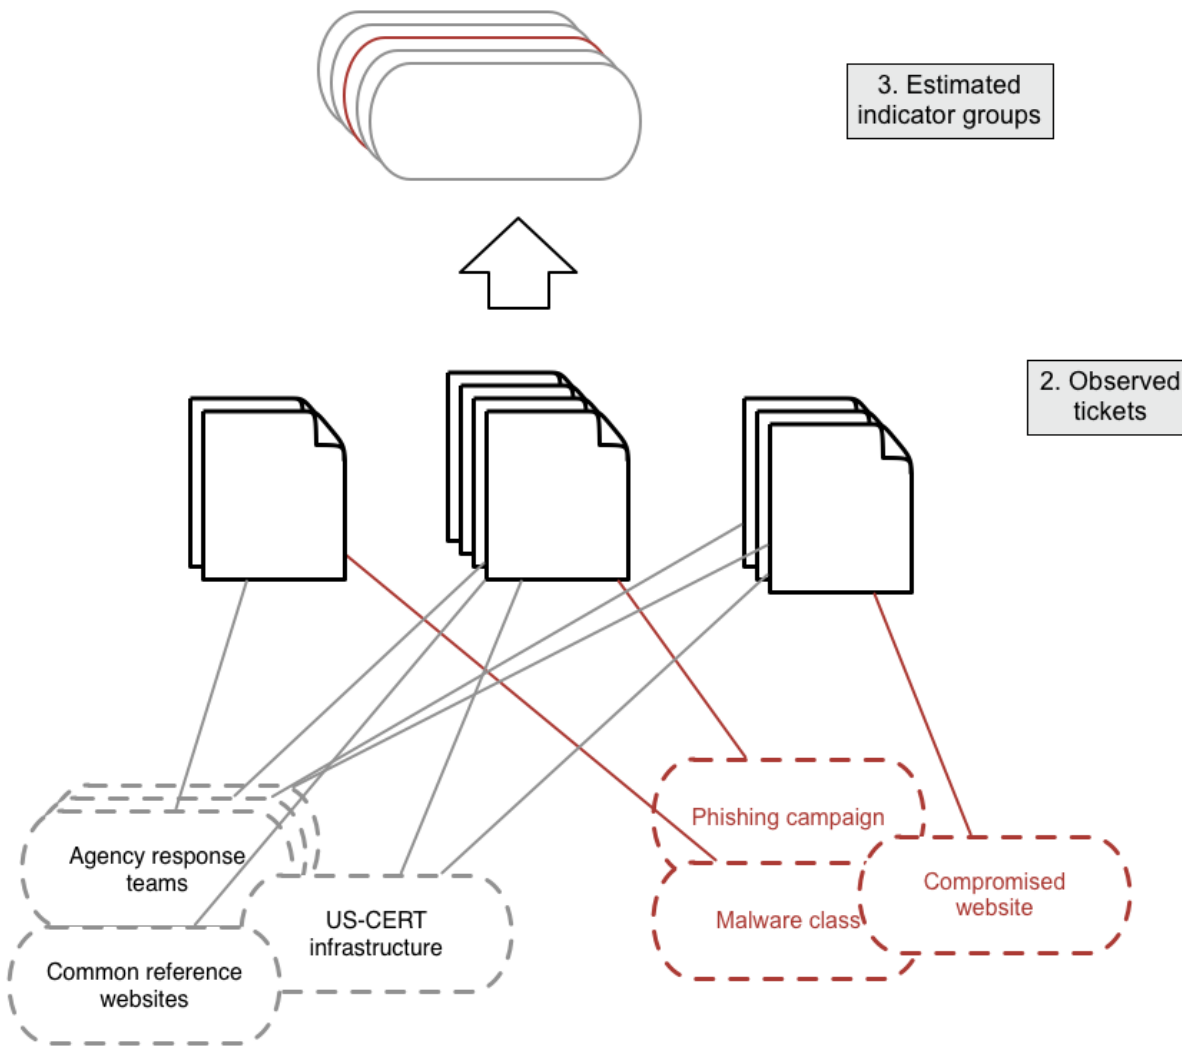 3. Estimated
indicator groups
2. Observed
tickets
Phishing campaign
Agency response
teams
Compromised
website
US-CERT
infrastructure
Malware class
Common reference
websites